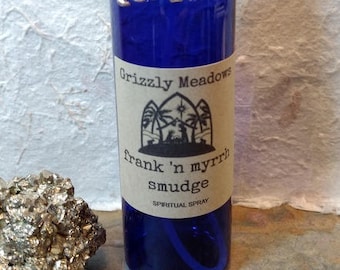 Grizzly Meadows
frank 'n myrrh
smudge
SPIRITUAL SPRAY